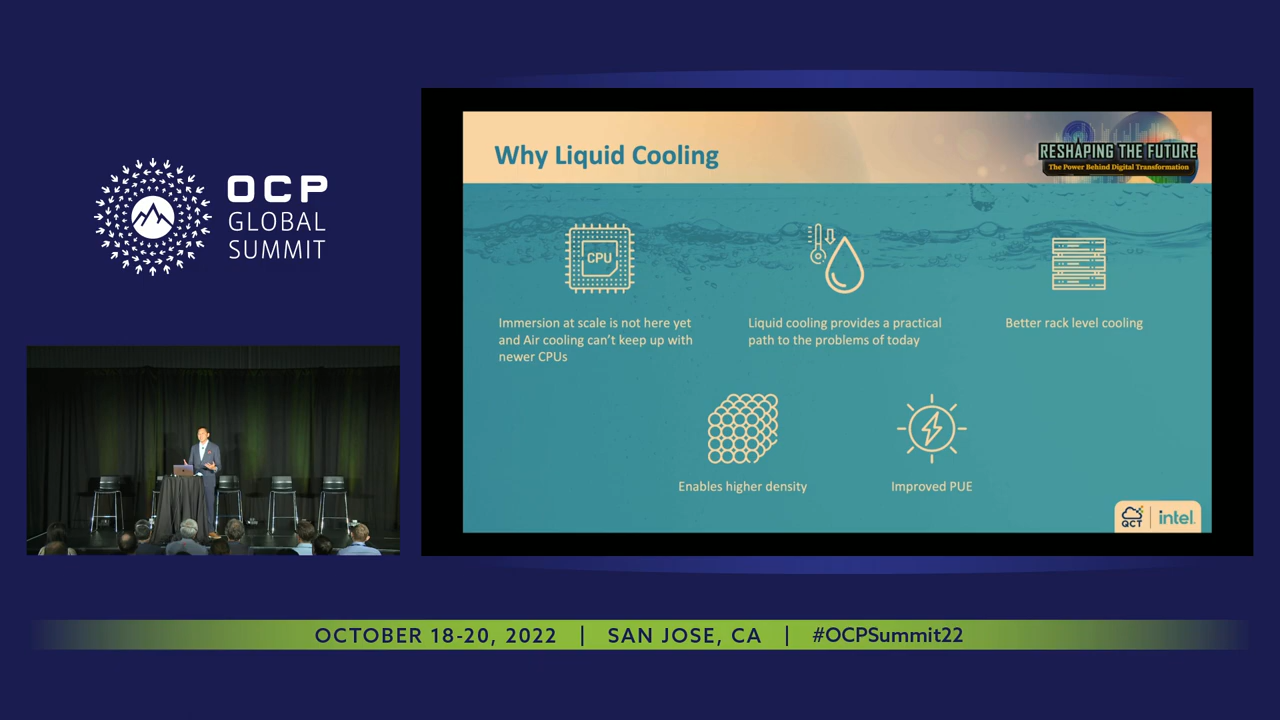 OCP
GLOBAL
SUMMIT
Why Liquid Cooling
RESHAPING THE FUTURE
The Power Behind Digital Transformation
CPU
Immersion at scale is not here yet
and Air cooling can't keep up with
newer CPUs
Liquid cooling provides a practical
path to the problems of today
Better rack level cooling
Enables higher density
Improved PUE
QCT
intel.
OCTOBER 18-20, 2022 | SAN JOSE, CA | #OCPSummit22